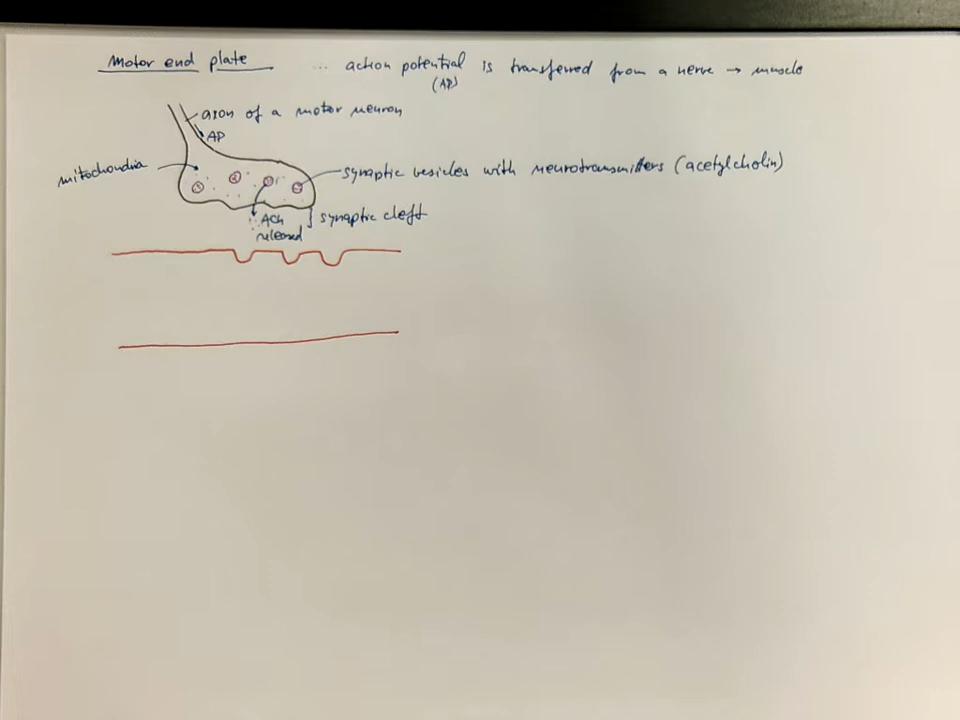 Motor end plate ... action potential is transferred from a nerve → muscle
(AP)
axon of a motor neuron
AP
mitochondria
synaptic vesicles with neurotransmitters (acetylcholin)
ACh } synaptic cleft
released